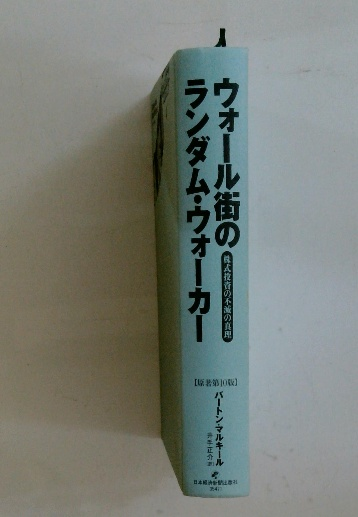 ウォール街の
ランダム・ウォーカー
株式投資の不滅の真理
［原著第10版］
バートン・マルキール
井手正介 訳
日本経済新聞出版社